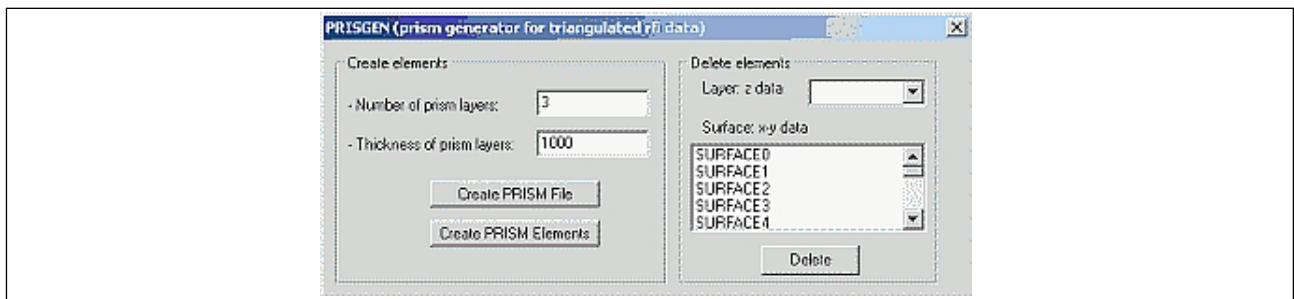 PRISGEN (prism generator for triangulated rfi data)
Create elements
- Number of prism layers:
3
- Thickness of prism layers:
1000
Create PRISM File
Create PRISM Elements
Delete elements
Layer: z data
Surface: x-y data
SURFACE0
SURFACE1
SURFACE2
SURFACE3
SURFACE4
Delete